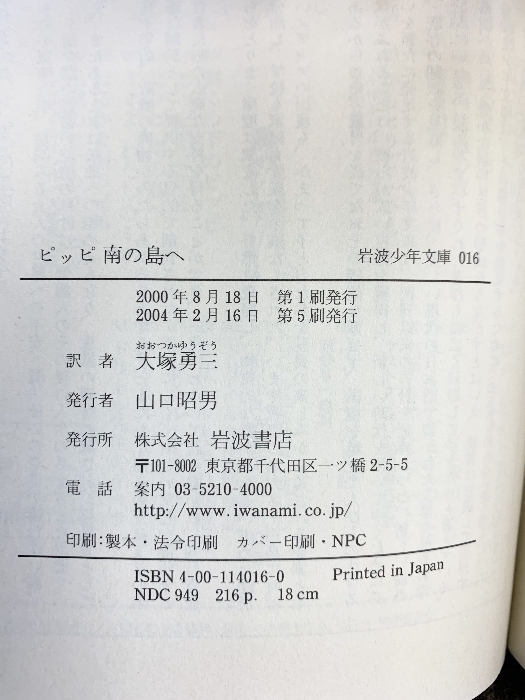 ピッピ 南の島へ 岩波少年文庫 016
2000年8月18日 第1刷発行
2004年2月16日 第5刷発行
おおつかゆうぞう
訳者 大塚勇三
発行者 山口昭男
発行所 株式会社 岩波書店
〒101-8002 東京都千代田区一ツ橋2-5-5
電話 案内 03-5210-4000
http://www.iwanami.co.jp/
印刷:製本・法令印刷 カバー印刷・NPC
ISBN 4-00-114016-0 Printed in Japan
NDC 949 216 p. 18 cm